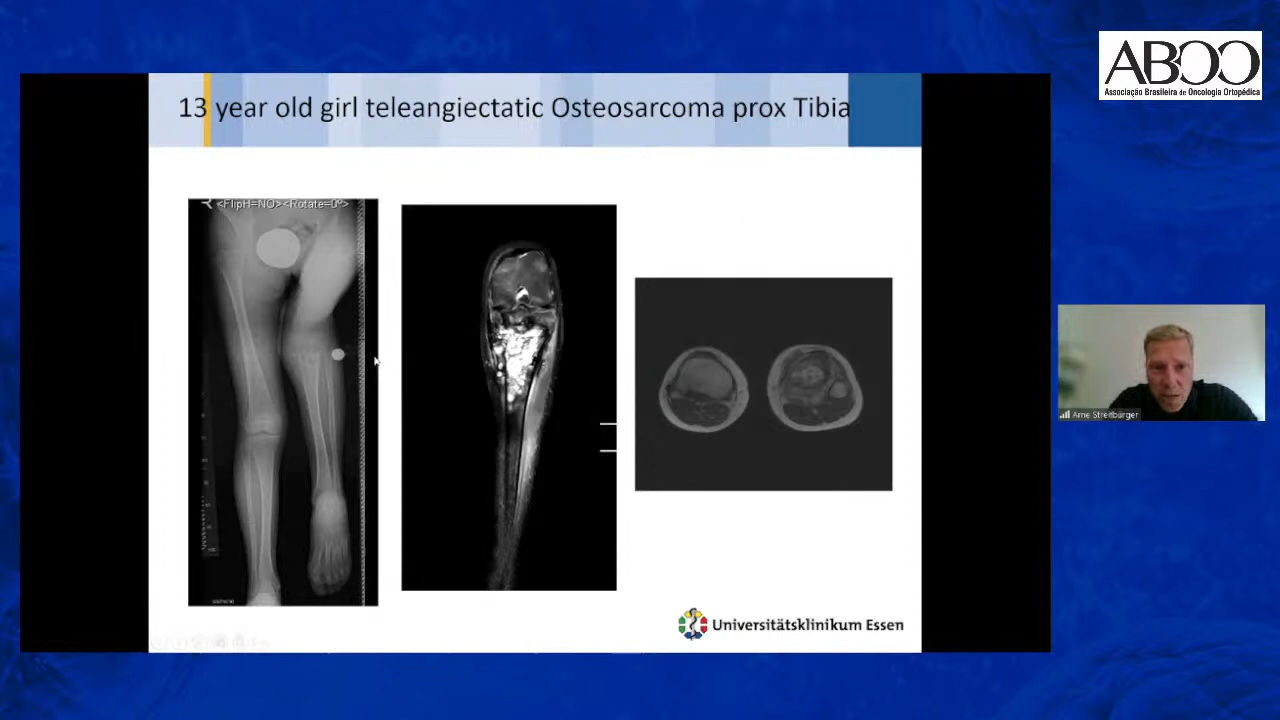 ABOO
Associação Brasileira de Oncologia Ortopédica
13 year old girl teleangiectatic Osteosarcoma prox Tibia
R <FlipH=NO><Rotate=0°>
Arne Streitbürger
Universitätsklinikum Essen